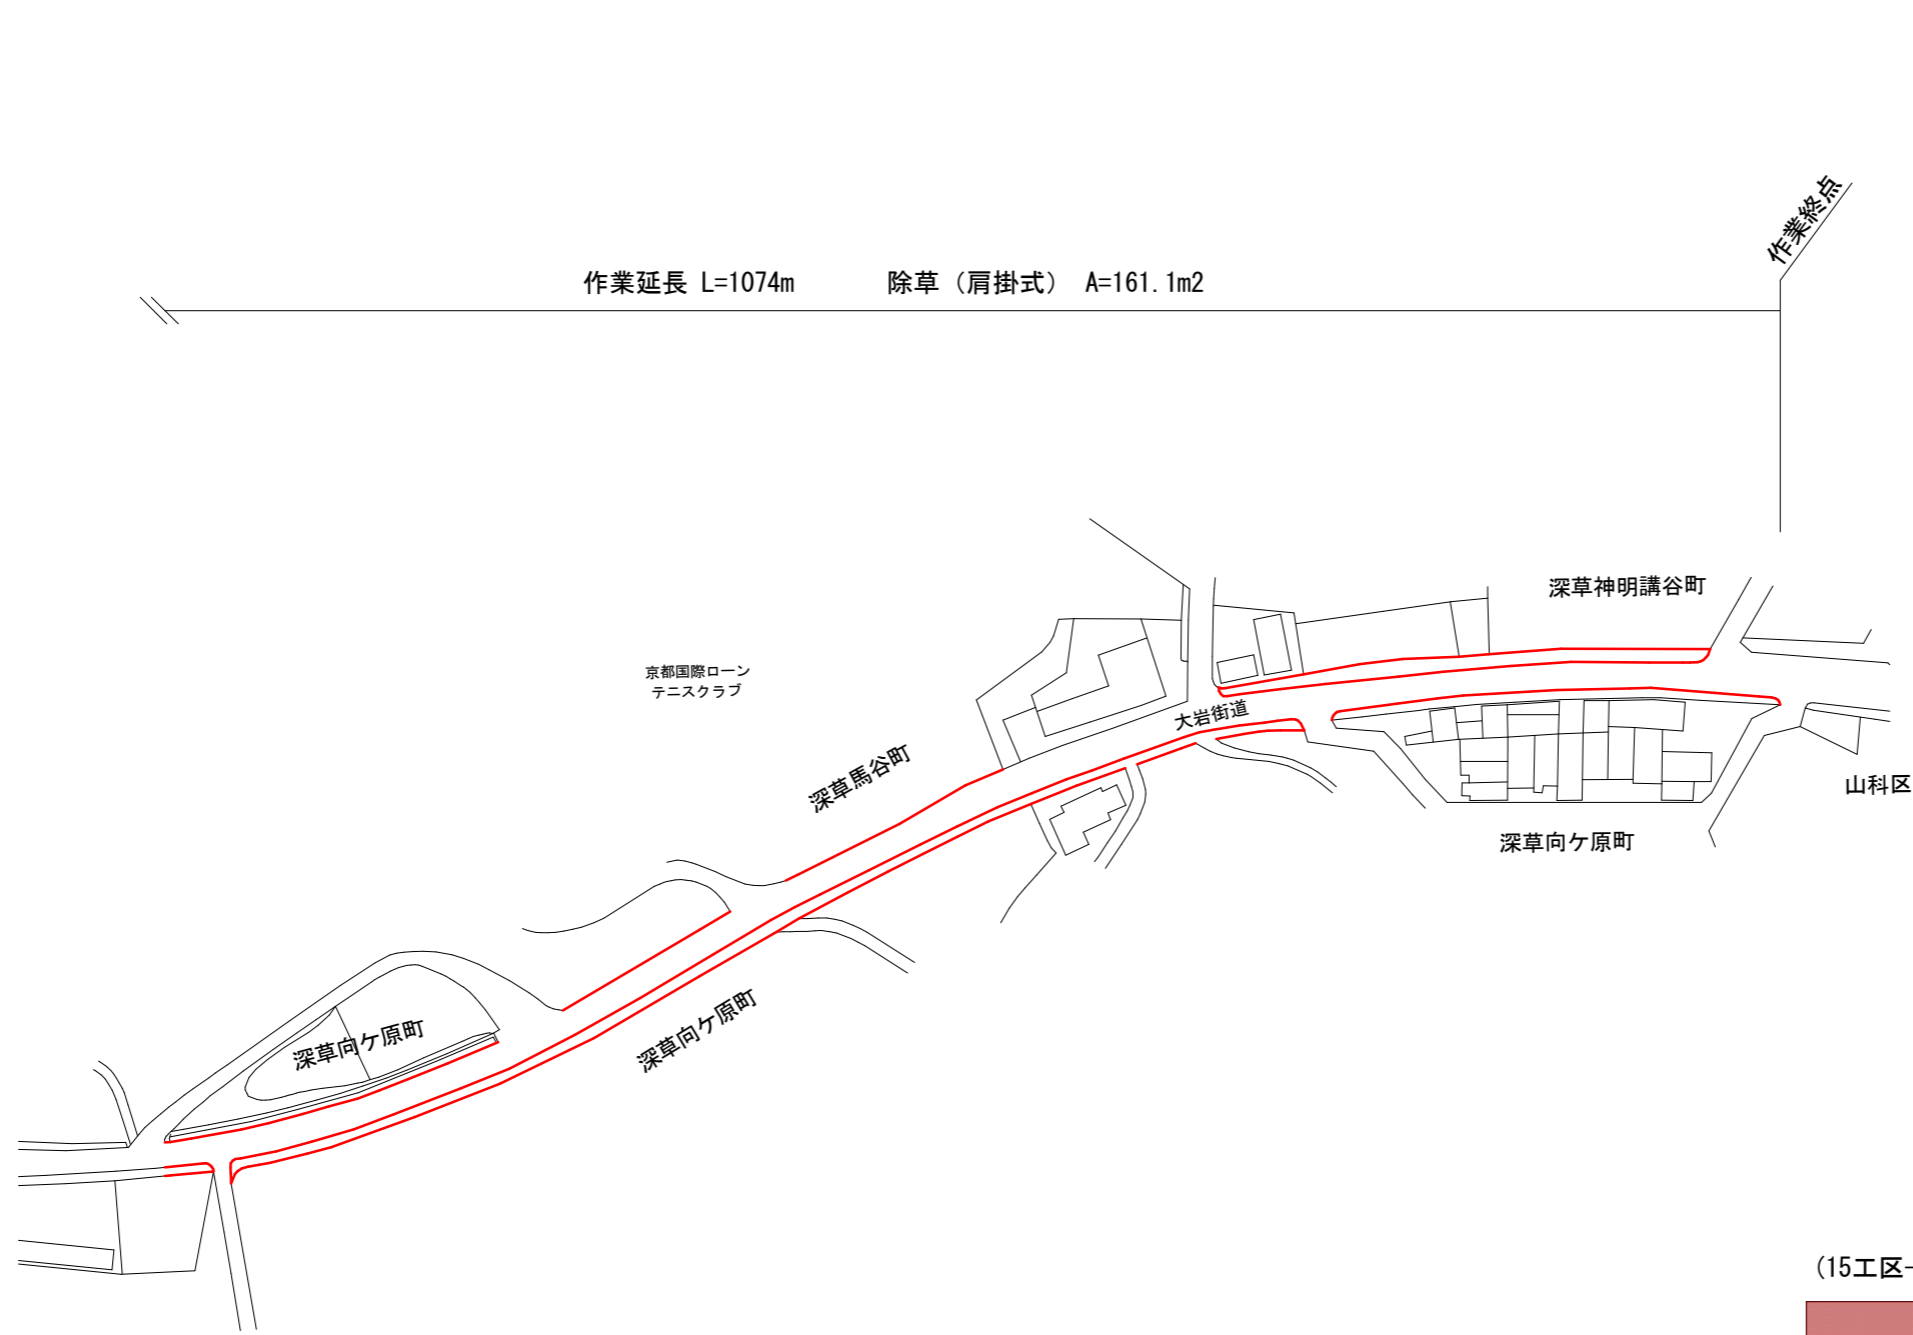 作業終点
作業延長 L=1074m 除草（肩掛式） A=161.1m2
深草神明講谷町
京都国際ローン
テニスクラブ
大岩街道
深草馬谷町
山科区
深草向ケ原町
深草向ケ原町
深草向ケ原町
(15工区-